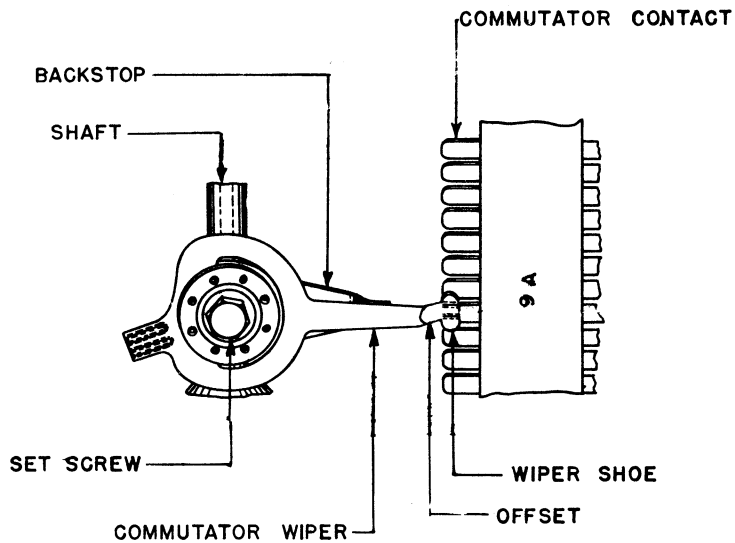 COMMUTATOR CONTACT
BACKSTOP
SHAFT
9A
SET SCREW
WIPER SHOE
OFFSET
COMMUTATOR WIPER